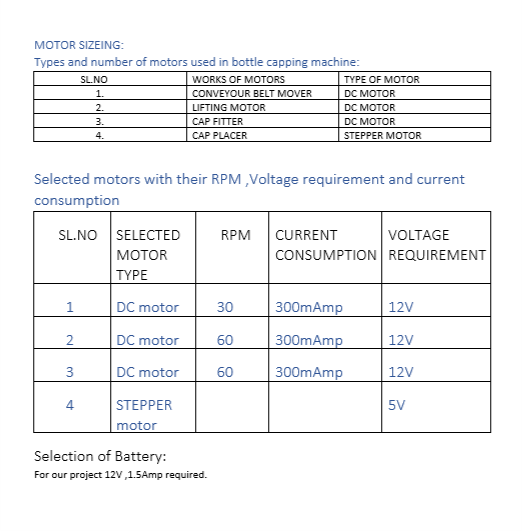 MOTOR SIZEING:
Types and number of motors used in bottle capping machine:
SL.NO WORKS OF MOTORS TYPE OF MOTOR
1. CONVEYOUR BELT MOVER DC MOTOR
2. LIFTING MOTOR DC MOTOR
3. CAP FITTER DC MOTOR
4. CAP PLACER STEPPER MOTOR
Selected motors with their RPM ,Voltage requirement and current
consumption
SL.NO SELECTED MOTOR TYPE RPM CURRENT CONSUMPTION VOLTAGE REQUIREMENT
1 DC motor 30 300mAmp 12V
2 DC motor 60 300mAmp 12V
3 DC motor 60 300mAmp 12V
4 STEPPER motor 5V
Selection of Battery:
For our project 12V ,1.5Amp required.